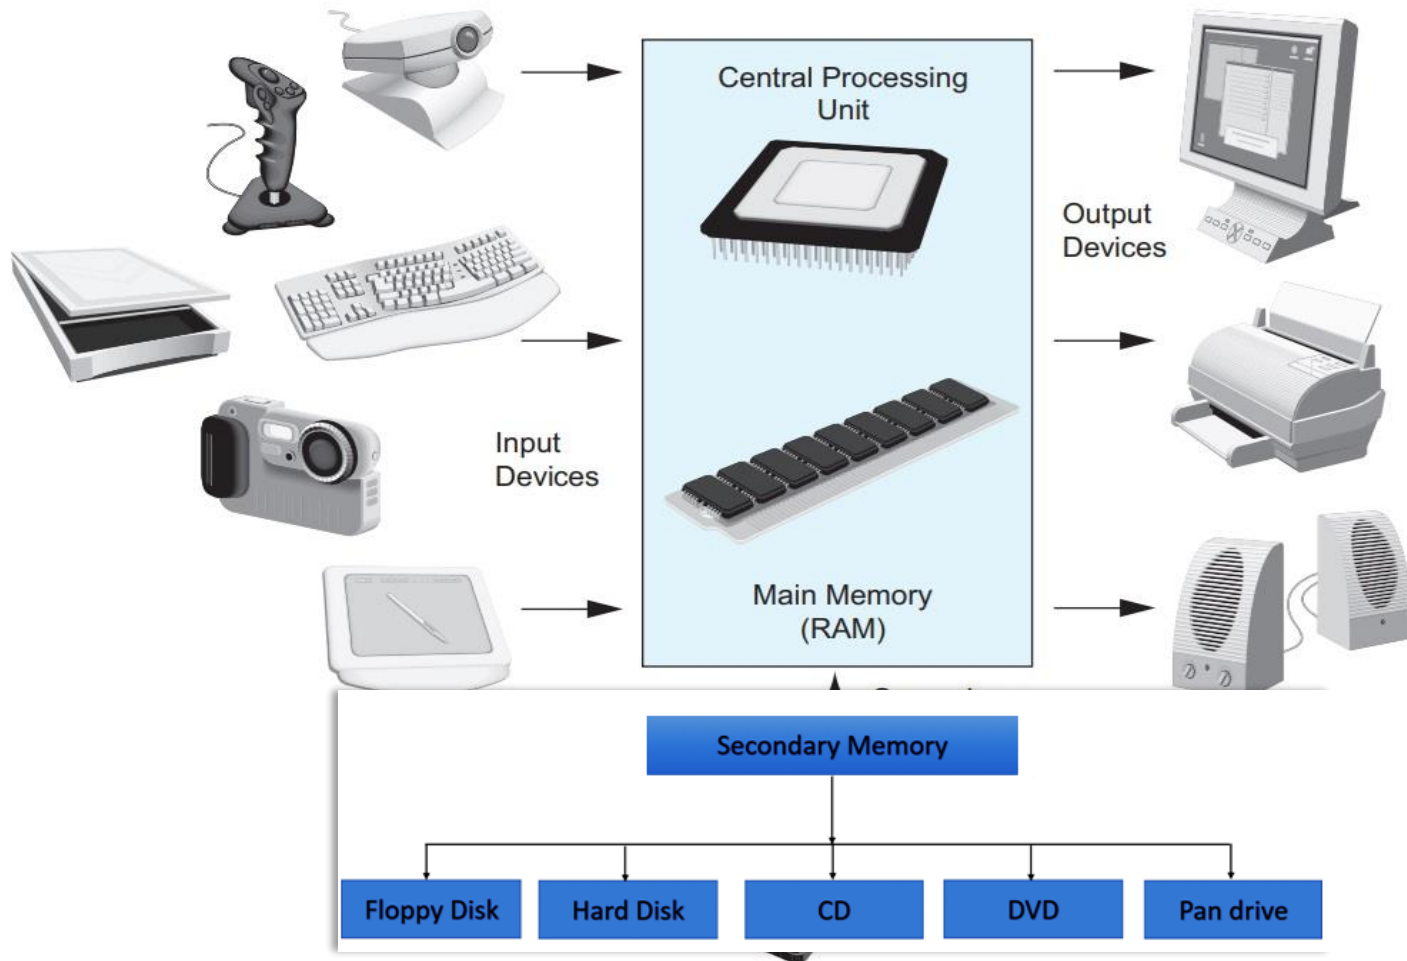 Central Processing
Unit
Output
Devices
Input
Devices
Main Memory
(RAM)
Secondary Memory
Floppy Disk
Hard Disk
CD
DVD
Pan drive